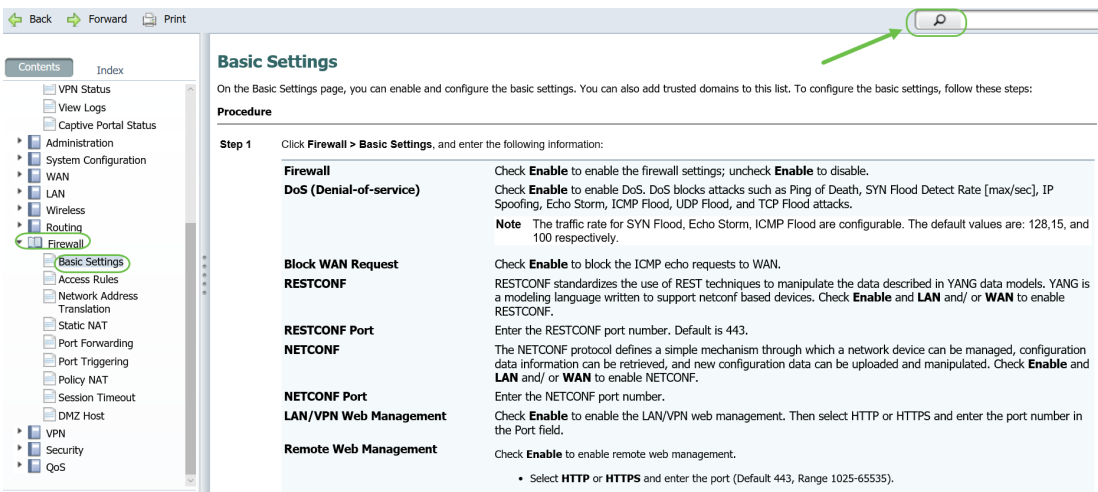 Back Forward Print
Contents Index
VPN Status
View Logs
Captive Portal Status
Administration
System Configuration
WAN
LAN
Wireless
Routing
Firewall
Basic Settings
Access Rules
Network Address
Translation
Static NAT
Port Forwarding
Port Triggering
Policy NAT
Session Timeout
DMZ Host
VPN
Security
QoS
Basic Settings
On the Basic Settings page, you can enable and configure the basic settings. You can also add trusted domains to this list. To configure the basic settings, follow these steps:
Procedure
Step 1 Click Firewall > Basic Settings, and enter the following information:
Firewall Check Enable to enable the firewall settings; uncheck Enable to disable.
DoS (Denial-of-service) Check Enable to enable DoS. DoS blocks attacks such as Ping of Death, SYN Flood Detect Rate [max/sec], IP
Spoofing, Echo Storm, ICMP Flood, UDP Flood, and TCP Flood attacks.
Note The traffic rate for SYN Flood, Echo Storm, ICMP Flood are configurable. The default values are: 128,15, and
100 respectively.
Block WAN Request Check Enable to block the ICMP echo requests to WAN.
RESTCONF RESTCONF standardizes the use of REST techniques to manipulate the data described in YANG data models. YANG is
a modeling language written to support netconf based devices. Check Enable and LAN and/ or WAN to enable
RESTCONF.
RESTCONF Port Enter the RESTCONF port number. Default is 443.
NETCONF The NETCONF protocol defines a simple mechanism through which a network device can be managed, configuration
data information can be retrieved, and new configuration data can be uploaded and manipulated. Check Enable and
LAN and/ or WAN to enable NETCONF.
NETCONF Port Enter the NETCONF port number.
LAN/VPN Web Management Check Enable to enable the LAN/VPN web management. Then select HTTP or HTTPS and enter the port number in
the Port field.
Remote Web Management Check Enable to enable remote web management.
• Select HTTP or HTTPS and enter the port (Default 443, Range 1025-65535).